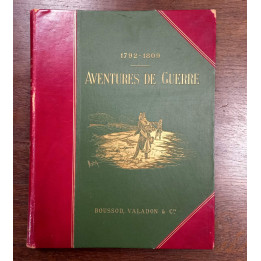 1792-1809
AVENTURES DE GUERRE
BOUSSOD, VALADON & Cie